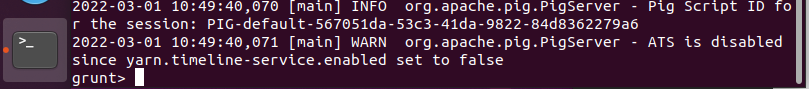 2022-03-01 10:49:40,070 [main] INFO  org.apache.pig.PigServer - Pig Script ID fo
r the session: PIG-default-567051da-53c3-41da-9822-84d8362279a6
2022-03-01 10:49:40,071 [main] WARN  org.apache.pig.PigServer - ATS is disabled
since yarn.timeline-service.enabled set to false
grunt>